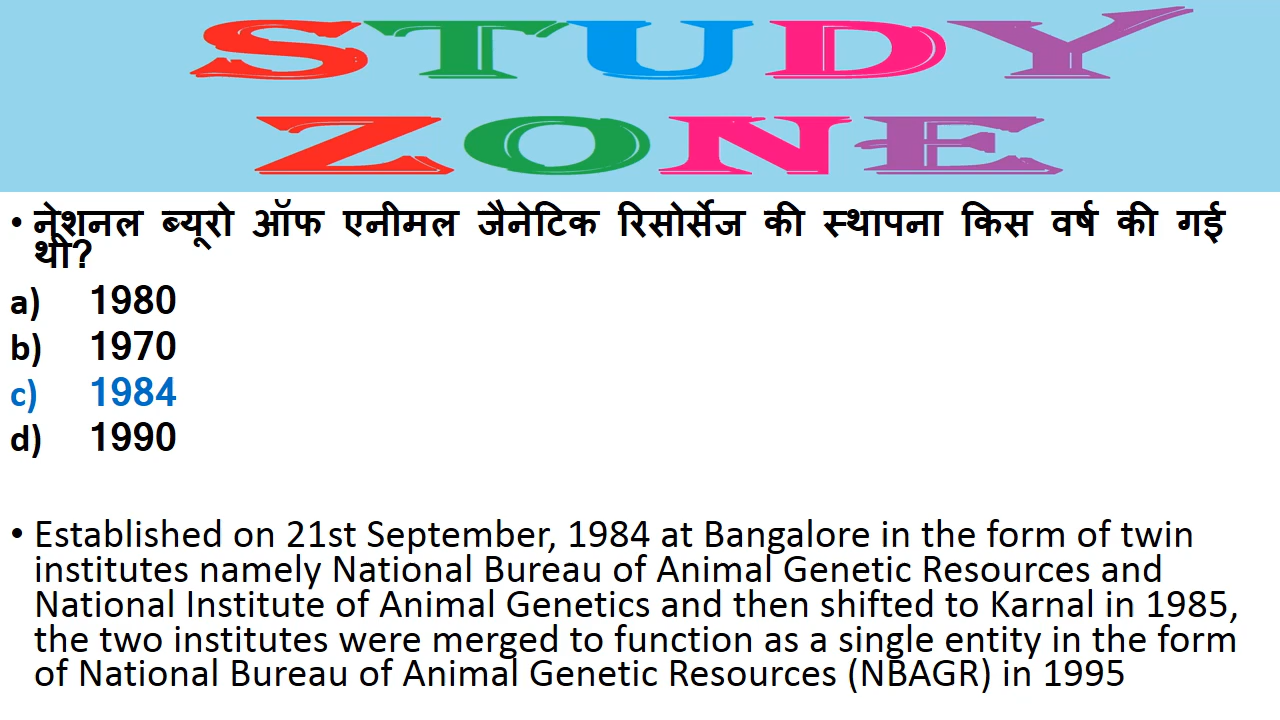 STUDY
ZONE
• नेशनल ब्यूरो ऑफ एनीमल जैनेटिक रिसोर्सेज की स्थापना किस वर्ष की गई
थी?
a) 1980
b) 1970
c) 1984
d) 1990
• Established on 21st September, 1984 at Bangalore in the form of twin
institutes namely National Bureau of Animal Genetic Resources and
National Institute of Animal Genetics and then shifted to Karnal in 1985,
the two institutes were merged to function as a single entity in the form
of National Bureau of Animal Genetic Resources (NBAGR) in 1995